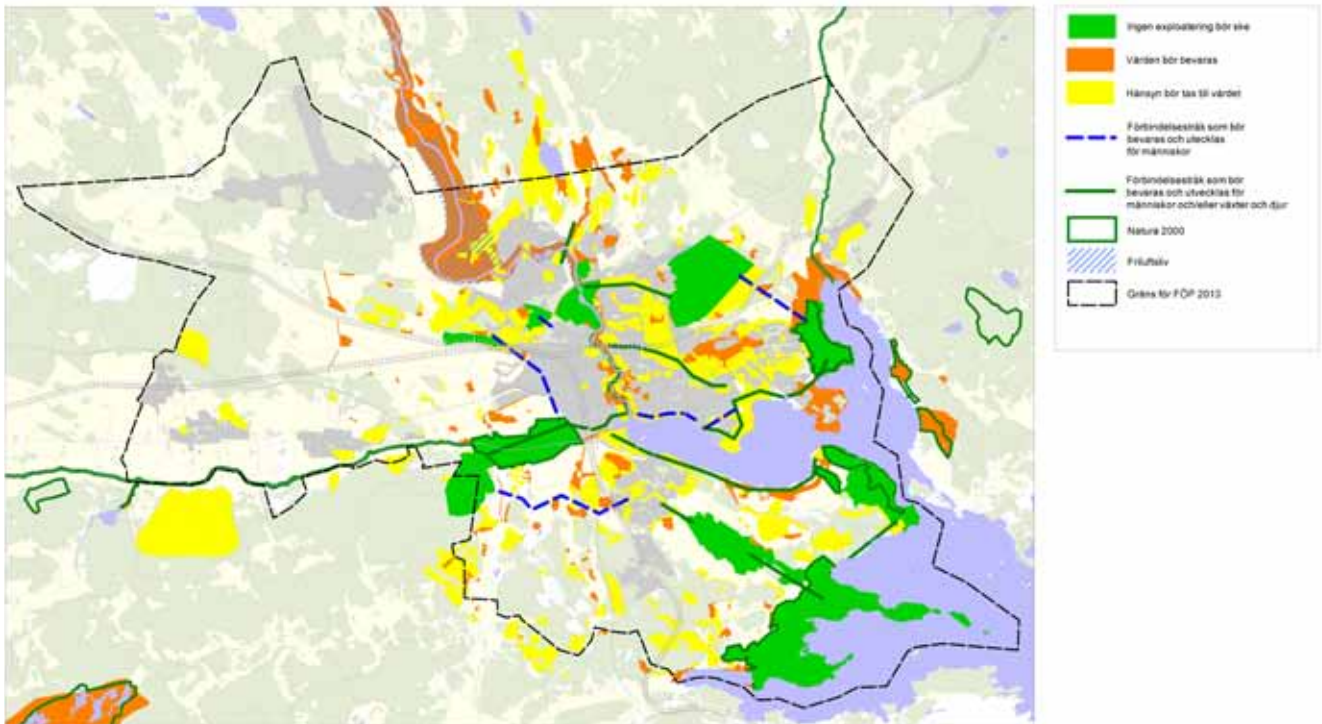 Ingen exploatering bör ske
Värden bör bevaras
Hänsyn bör tas till värdet
Förbindelsestråk som bör
bevaras och utecklas
för människor
Förbindelsestråk som bör
bevaras och utvecklas för
människor och/eller växter och djur
Natura 2000
Friluftsliv
Gräns för FÖP 2013